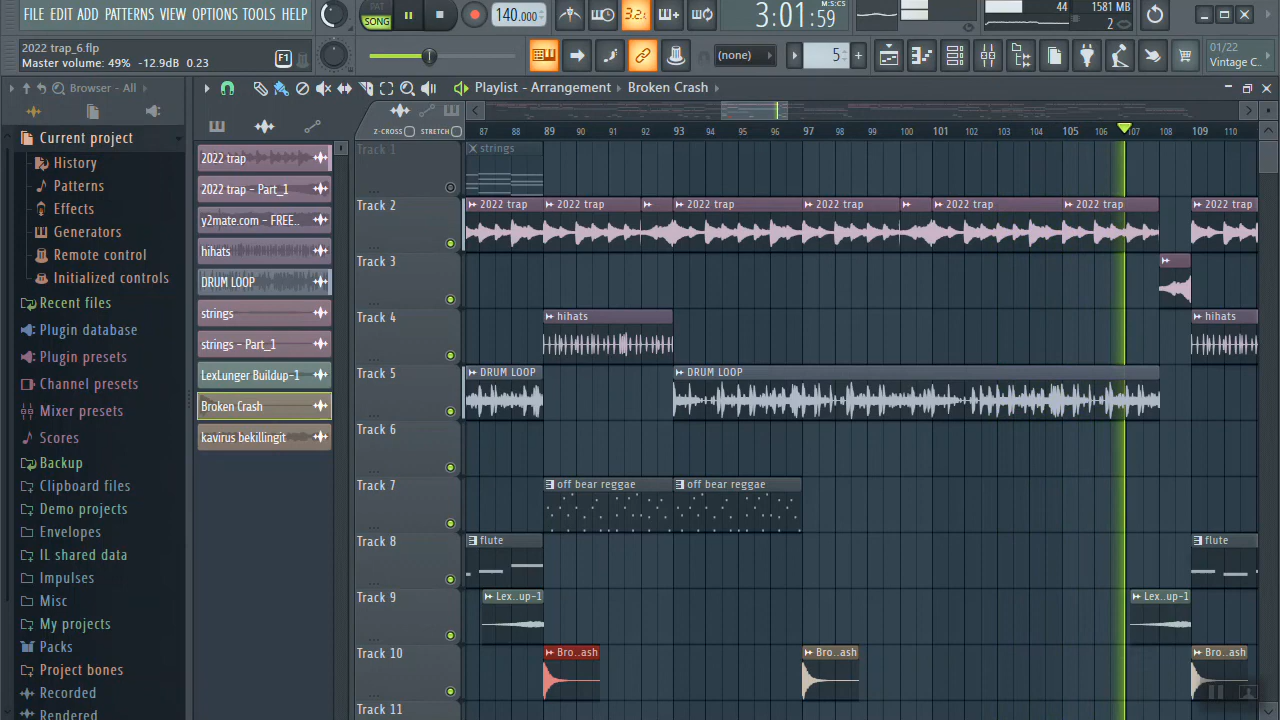 FILE EDIT ADD PATTERNS VIEW OPTIONS TOOLS HELP
PAT
SONG
140.000
3.2..
3:01:59
M:S:CS
44
1581 MB
2
2022 trap_6.flp
Master volume: 49% -12.9dB 0.23
F1
(none)
5
01/22
Vintage C..
Browser - All
Playlist - Arrangement
Broken Crash
Z-CROSS
STRETCH
87 88 89 90 91 92 93 94 95 96 97 98 99 100 101 102 103 104 105 106 107 108 109 110
Current project
History
Patterns
Effects
Generators
Remote control
Initialized controls
Recent files
Plugin database
Plugin presets
Channel presets
Mixer presets
Scores
Backup
Clipboard files
Demo projects
Envelopes
IL shared data
Impulses
Misc
My projects
Packs
Project bones
Recorded
Rendered
2022 trap
2022 trap - Part_1
y2mate.com - FREE..
hihats
DRUM LOOP
strings
strings - Part_1
LexLunger Buildup-1
Broken Crash
kavirus bekillingit
Track 1
strings
Track 2
2022 trap 2022 trap 2022 trap 2022 trap 2022 trap 2022 trap 2022 trap
Track 3
Track 4
hihats hihats
Track 5
DRUM LOOP DRUM LOOP
Track 6
Track 7
off bear reggae off bear reggae
Track 8
flute flute
Track 9
Lex..up-1 Lex..up-1
Track 10
Bro..ash Bro..ash Bro..ash
Track 11